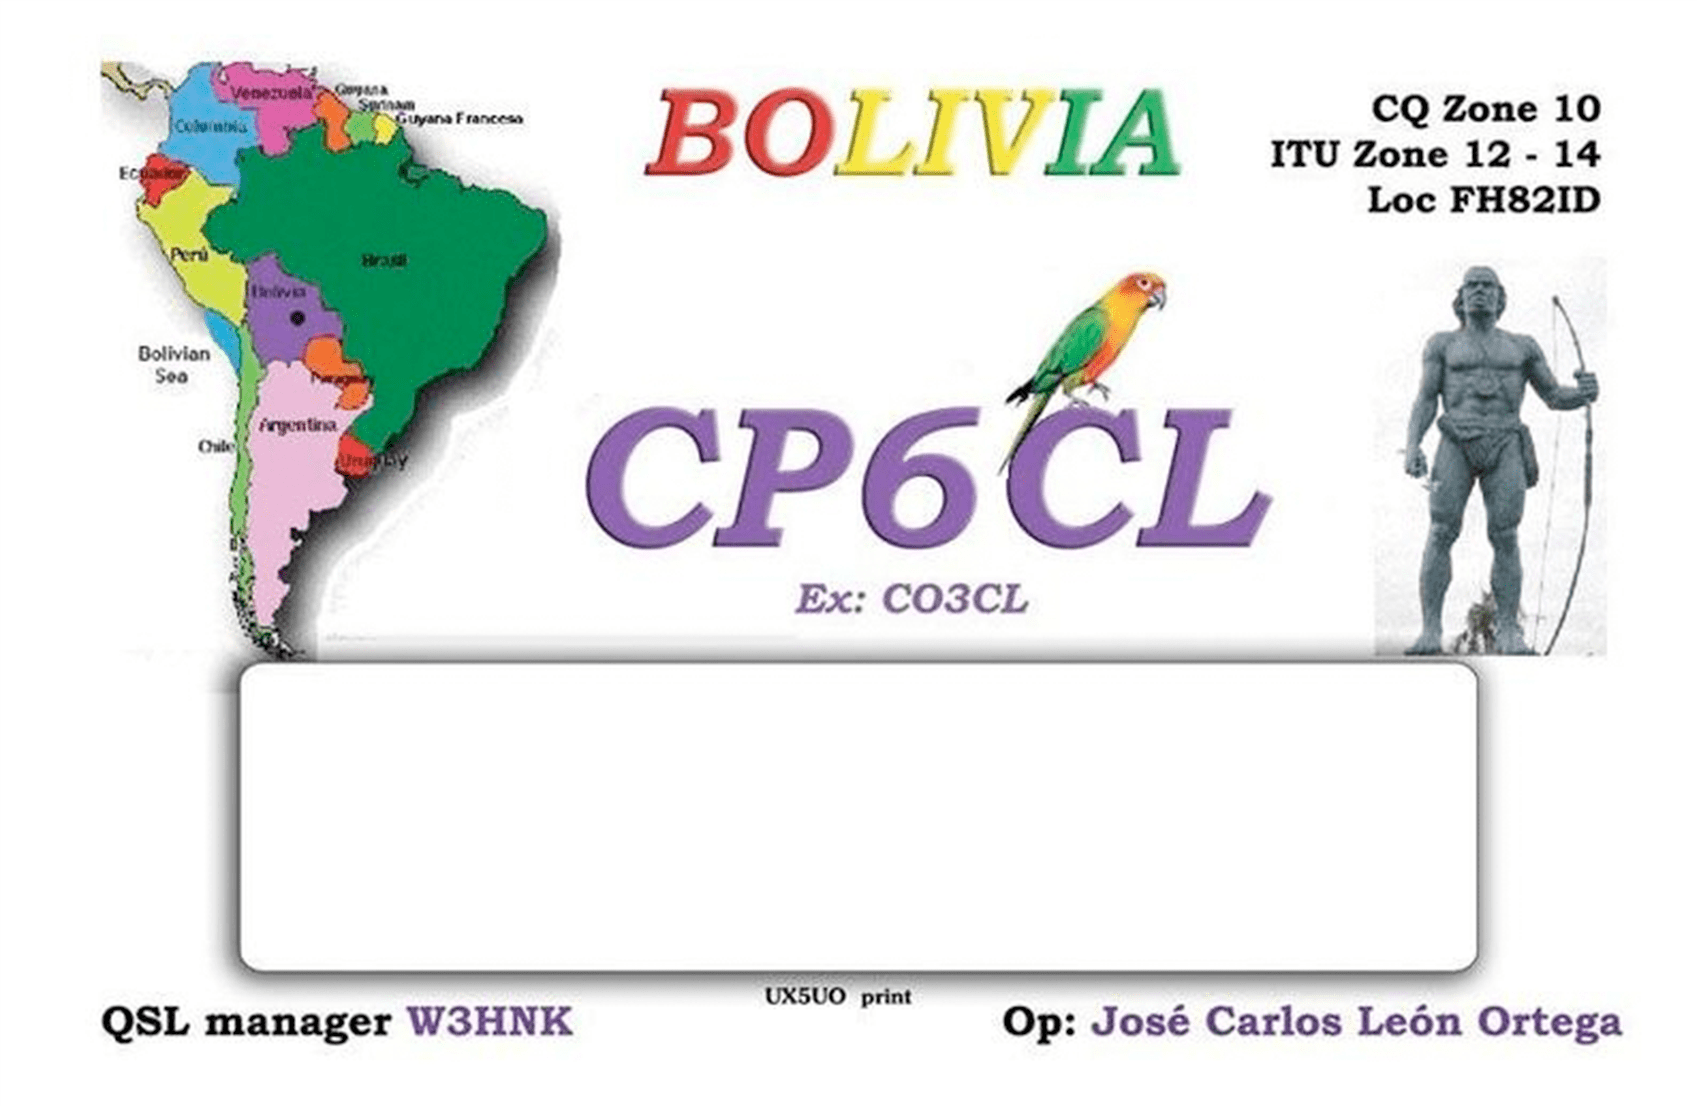 Venezuela
Guyana
Surinam
Guyana Francesa
Columbia
Ecuador
Perú
Brasil
Bolivia
Bolivian
Sea
Paraguay
Argentina
Chile
Uruguay
BOLIVIA
CQ Zone 10
ITU Zone 12 - 14
Loc FH82ID
CP6CL
Ex: CO3CL
UX5UO print
QSL manager W3HNK
Op: José Carlos León Ortega